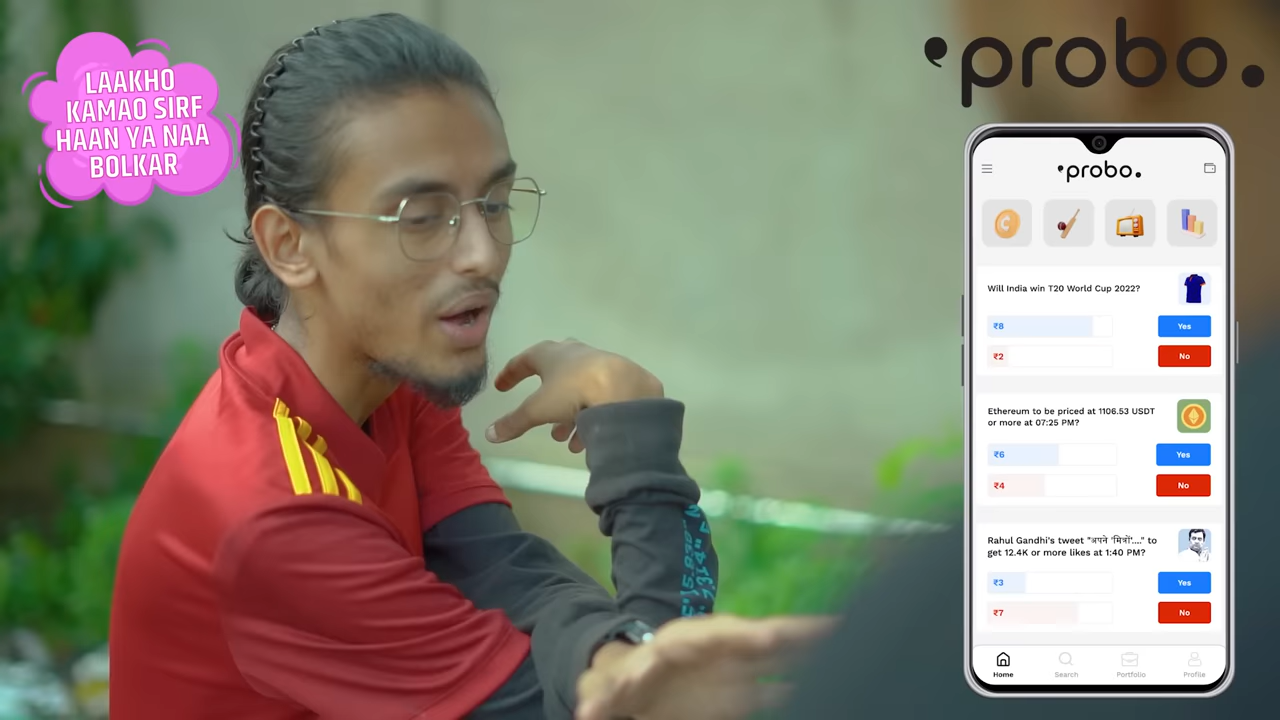 LAAKHO
KAMAO SIRF
HAAN YA NAA
BOLKAR
probo.
probo.
Will India win T20 World Cup 2022?
₹8
Yes
₹2
No
Ethereum to be priced at 1106.53 USDT
or more at 07:25 PM?
₹6
Yes
₹4
No
Rahul Gandhi's tweet "अपने 'मित्रों'...." to
get 12.4K or more likes at 1:40 PM?
₹3
Yes
₹7
No
Home
Search
Portfolio
Profile